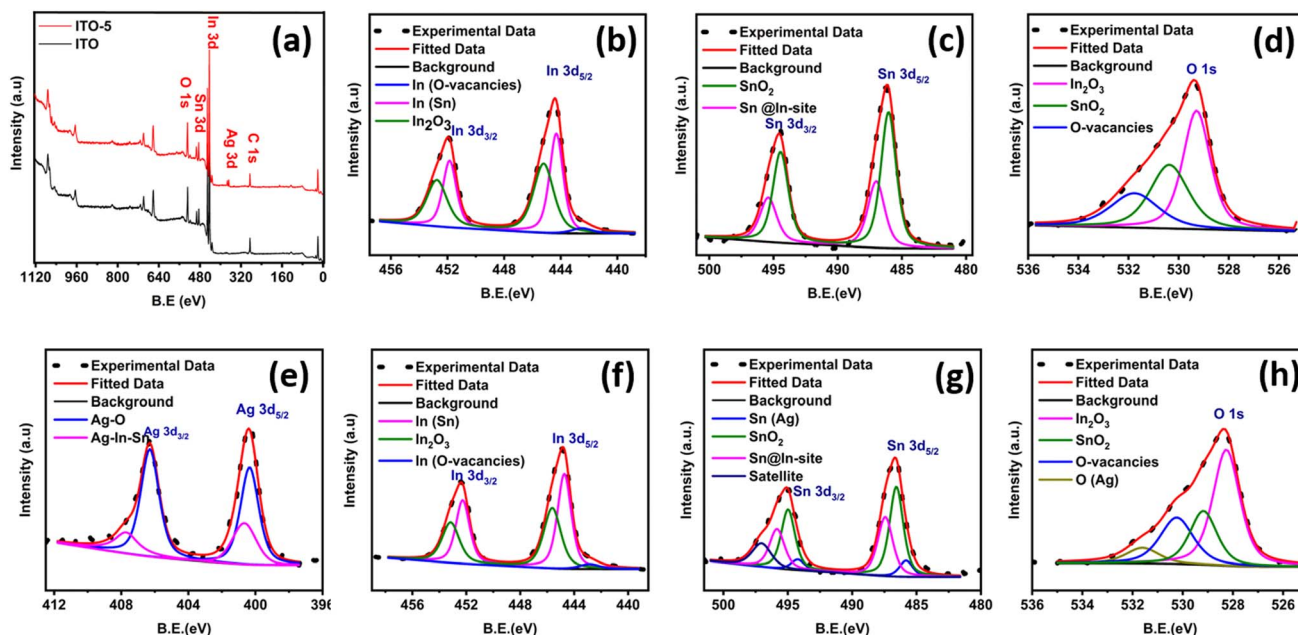 (a)
ITO-5
ITO
In 3d
O 1s
Sn 3d
Ag 3d
C 1s
Intensity (a.u)
1120 960 800 640 480 320 160 0
B.E (eV)
(b)
Experimental Data
Fitted Data
Background
In (O-vacancies)
In (Sn)
In₂O₃
In 3d₅/₂
In 3d₃/₂
Intensity (a.u)
456 452 448 444 440
B.E.(eV)
(c)
Experimental Data
Fitted Data
Background
SnO₂
Sn @In-site
Sn 3d₅/₂
Sn 3d₃/₂
Intensity (a.u)
500 495 490 485 480
B.E.(eV)
(d)
Experimental Data
Fitted Data
Background
In₂O₃
SnO₂
O-vacancies
O 1s
Intensity (a.u.)
536 534 532 530 528 526
B.E.(eV)
(e)
Experimental Data
Fitted Data
Background
Ag-O
Ag-In-Sn
Ag 3d₃/₂
Ag 3d₅/₂
Intensity (a.u)
412 408 404 400 396
B.E.(eV)
(f)
Experimental Data
Fitted Data
Background
In (Sn)
In₂O₃
In (O-vacancies)
In 3d₅/₂
In 3d₃/₂
Intensity (a.u)
456 452 448 444 440
B.E.(eV)
(g)
Experimental Data
Fitted Data
Background
Sn (Ag)
SnO₂
Sn@In-site
Satellite
Sn 3d₅/₂
Sn 3d₃/₂
Intensity (a.u.)
500 495 490 485 480
B.E.(eV)
(h)
Experimental Data
Fitted Data
Background
In₂O₃
SnO₂
O-vacancies
O (Ag)
O 1s
Intensity (a.u.)
536 534 532 530 528 526
B.E.(eV)